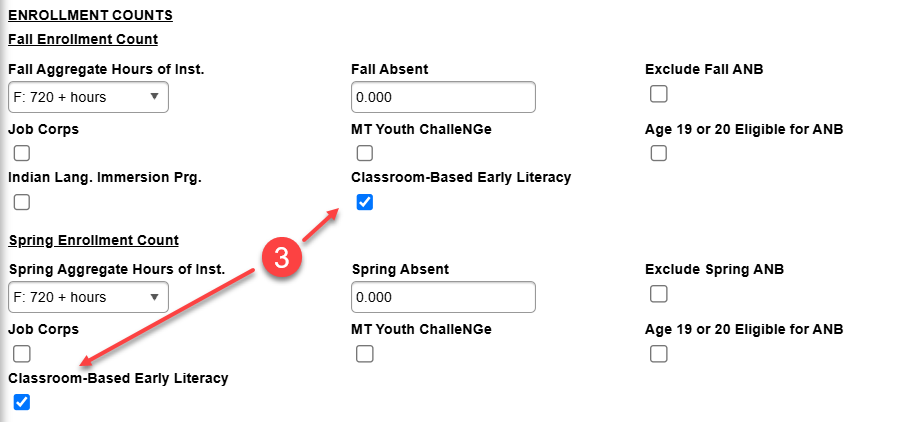 ENROLLMENT COUNTS
Fall Enrollment Count
Fall Aggregate Hours of Inst. Fall Absent Exclude Fall ANB
F: 720 + hours 0.000
Job Corps MT Youth ChalleNGe Age 19 or 20 Eligible for ANB
Indian Lang. Immersion Prg. Classroom-Based Early Literacy
Spring Enrollment Count
3
Spring Aggregate Hours of Inst. Spring Absent Exclude Spring ANB
F: 720 + hours 0.000
Job Corps MT Youth ChalleNGe Age 19 or 20 Eligible for ANB
Classroom-Based Early Literacy